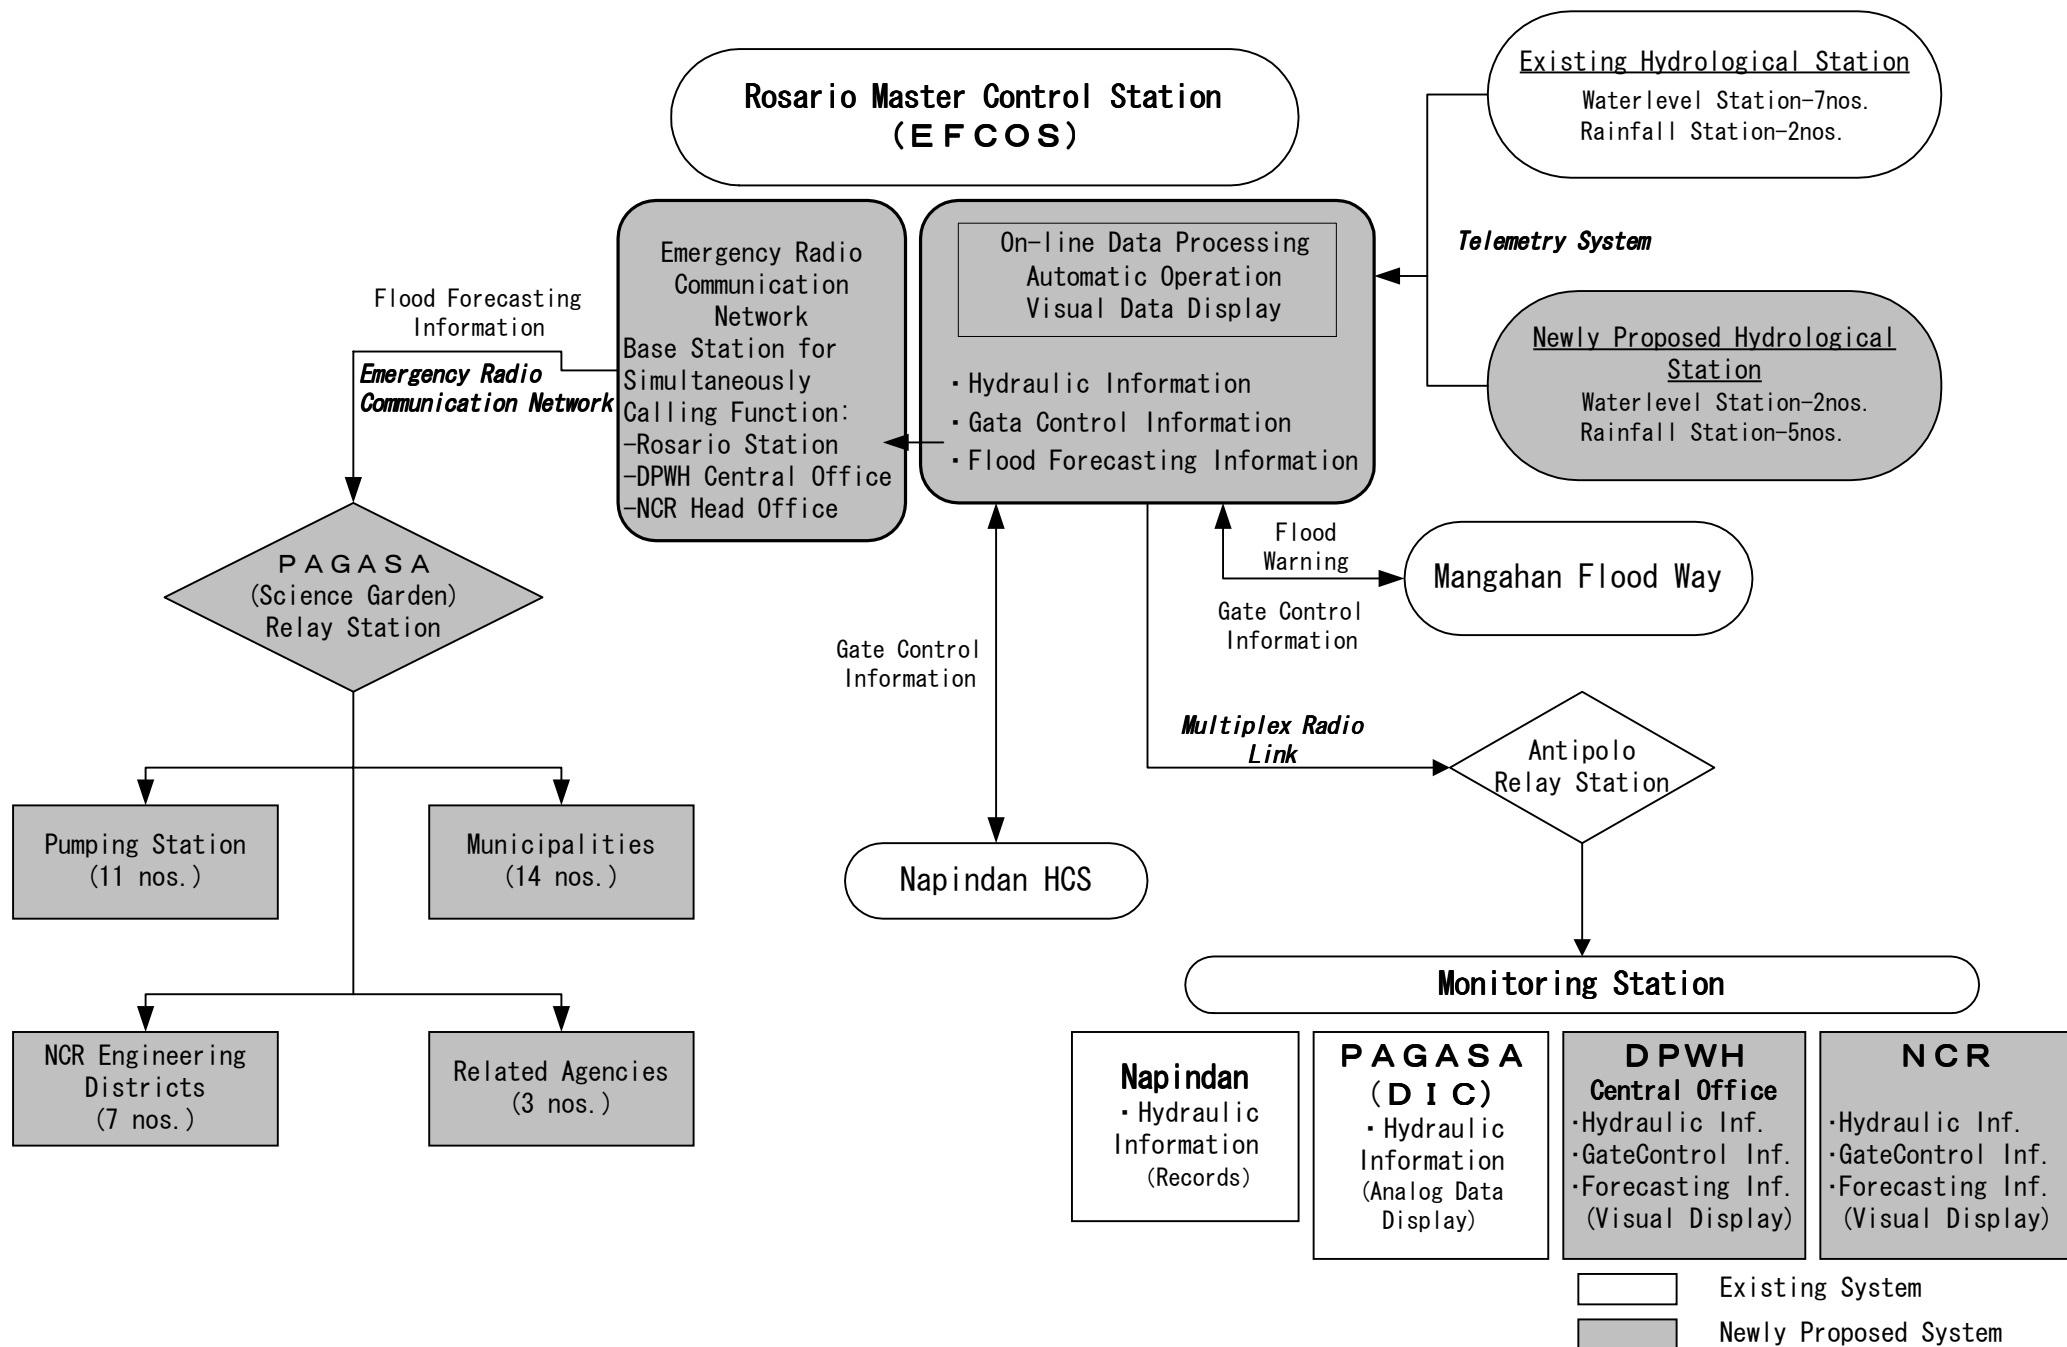 Rosario Master Control Station
(EFCOS)
Existing Hydrological Station
Waterlevel Station-7nos.
Rainfall Station-2nos.
Telemetry System
Newly Proposed Hydrological
Station
Waterlevel Station-2nos.
Rainfall Station-5nos.
Emergency Radio
Communication
Network
Base Station for
Simultaneously
Calling Function:
-Rosario Station
-DPWH Central Office
-NCR Head Office
On-line Data Processing
Automatic Operation
Visual Data Display
・Hydraulic Information
・Gata Control Information
・Flood Forecasting Information
Flood Forecasting
Information
Emergency Radio
Communication Network
PAGASA
(Science Garden)
Relay Station
Flood
Warning
Mangahan Flood Way
Gate Control
Information
Gate Control
Information
Multiplex Radio
Link
Antipolo
Relay Station
Pumping Station
(11 nos.)
Municipalities
(14 nos.)
Napindan HCS
NCR Engineering
Districts
(7 nos.)
Related Agencies
(3 nos.)
Monitoring Station
Napindan
・Hydraulic
Information
(Records)
PAGASA
(DIC)
・Hydraulic
Information
(Analog Data
Display)
DPWH
Central Office
・Hydraulic Inf.
・GateControl Inf.
・Forecasting Inf.
(Visual Display)
NCR
・Hydraulic Inf.
・GateControl Inf.
・Forecasting Inf.
(Visual Display)
Existing System
Newly Proposed System